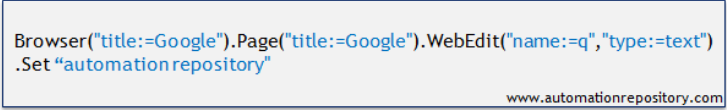 Browser("title:=Google").Page("title:=Google").WebEdit("name:=q","type:=text")
.Set “automation repository"
www.automationrepository.com